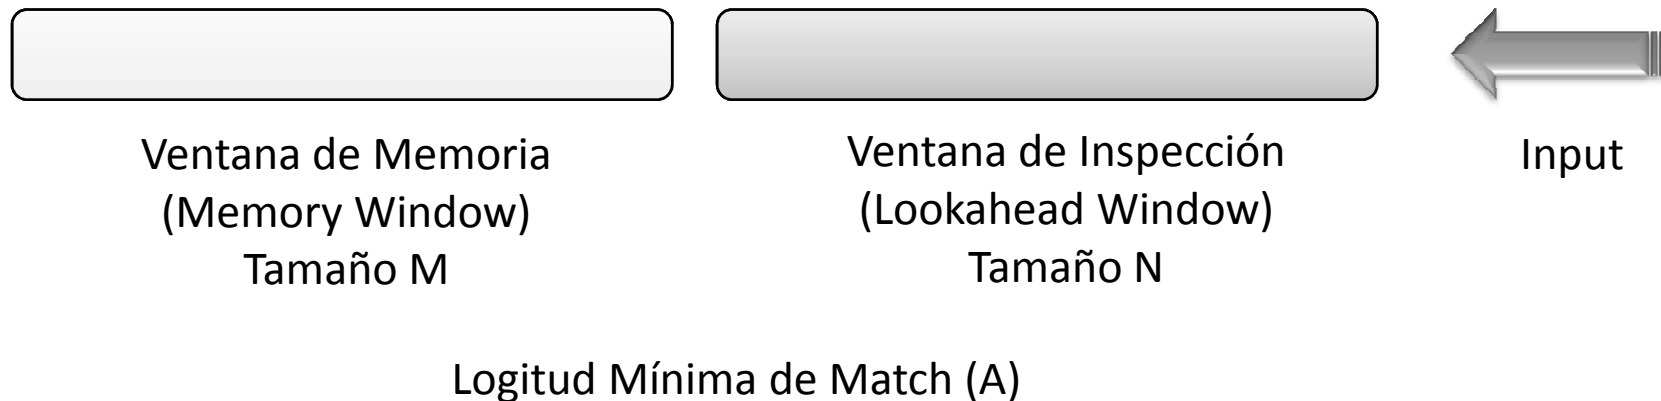 Ventana de Memoria
(Memory Window)
Tamaño M
Ventana de Inspección
(Lookahead Window)
Tamaño N
Input
Logitud Mínima de Match (A)